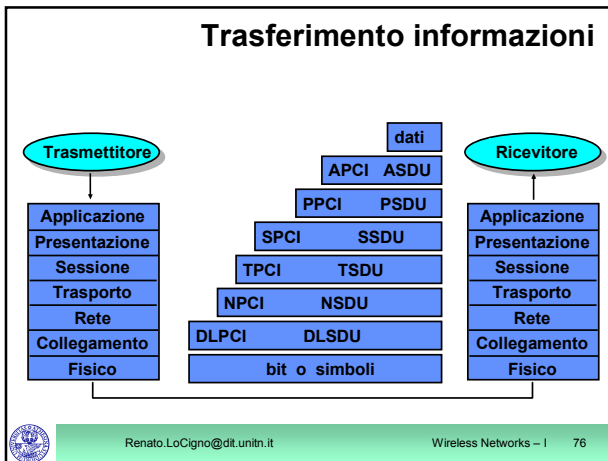 Trasferimento informazioni
Trasmettitore
Applicazione
Presentazione
Sessione
Trasporto
Rete
Collegamento
Fisico
dati
APCI ASDU
PPCI PSDU
SPCI SSDU
TPCI TSDU
NPCI NSDU
DLPCI DLSDU
bit o simboli
Ricevitore
Applicazione
Presentazione
Sessione
Trasporto
Rete
Collegamento
Fisico
Renato.LoCigno@dit.unitn.it Wireless Networks – I 76